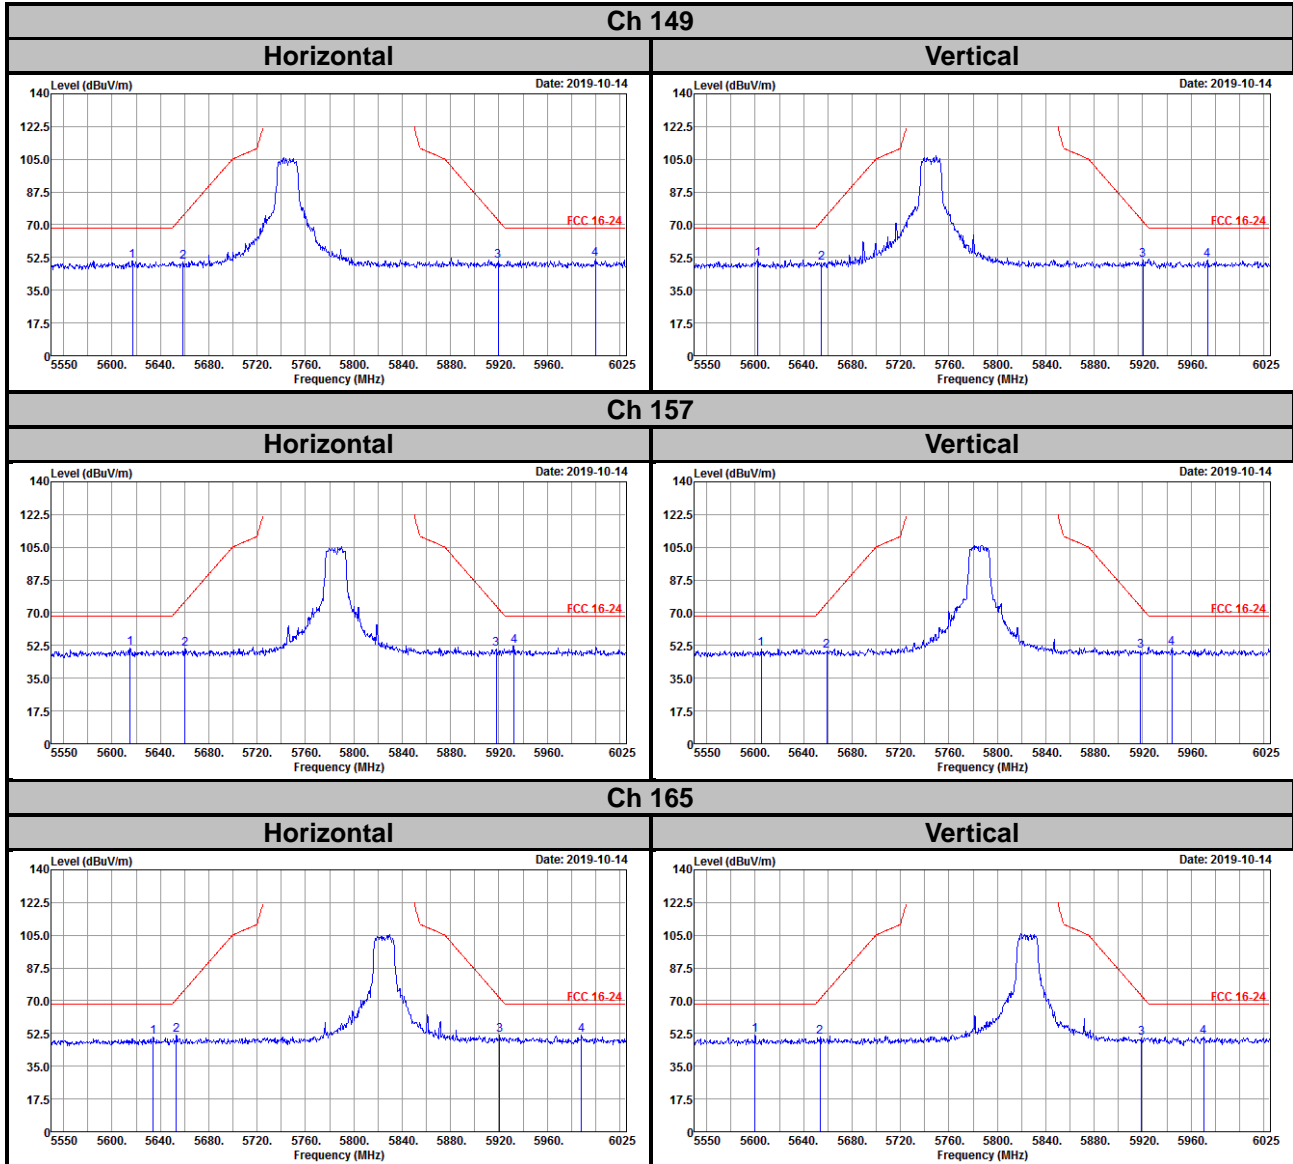 Ch 149
Horizontal Vertical
Level (dBuV/m) Date: 2019-10-14 Level (dBuV/m) Date: 2019-10-14
140 140
122.5 122.5
105.0 105.0
87.5 87.5
70.0 FCC 16-24 70.0 FCC 16-24
1 2 3 4 1 2 3 4
52.5 52.5
35.0 35.0
17.5 17.5
0 0
5550 5600. 5640. 5680. 5720. 5760. 5800. 5840. 5880. 5920. 5960. 6025 5550 5600. 5640. 5680. 5720. 5760. 5800. 5840. 5880. 5920. 5960. 6025
Frequency (MHz) Frequency (MHz)
Ch 157
Horizontal Vertical
Level (dBuV/m) Date: 2019-10-14 Level (dBuV/m) Date: 2019-10-14
140 140
122.5 122.5
105.0 105.0
87.5 87.5
70.0 FCC 16-24 70.0 FCC 16-24
1 2 3 4 1 2 3 4
52.5 52.5
35.0 35.0
17.5 17.5
0 0
5550 5600. 5640. 5680. 5720. 5760. 5800. 5840. 5880. 5920. 5960. 6025 5550 5600. 5640. 5680. 5720. 5760. 5800. 5840. 5880. 5920. 5960. 6025
Frequency (MHz) Frequency (MHz)
Ch 165
Horizontal Vertical
Level (dBuV/m) Date: 2019-10-14 Level (dBuV/m) Date: 2019-10-14
140 140
122.5 122.5
105.0 105.0
87.5 87.5
70.0 FCC 16-24 70.0 FCC 16-24
1 2 3 4 1 2 3 4
52.5 52.5
35.0 35.0
17.5 17.5
0 0
5550 5600. 5640. 5680. 5720. 5760. 5800. 5840. 5880. 5920. 5960. 6025 5550 5600. 5640. 5680. 5720. 5760. 5800. 5840. 5880. 5920. 5960. 6025
Frequency (MHz) Frequency (MHz)